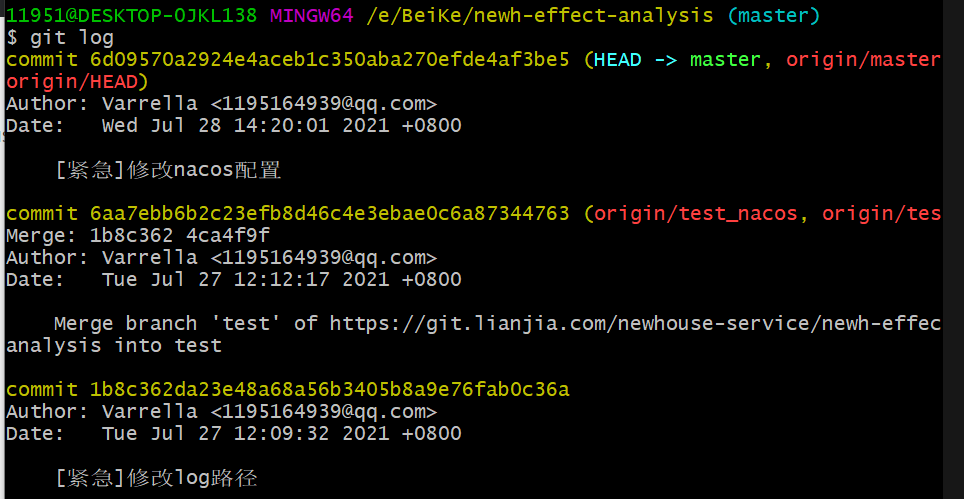 11951@DESKTOP-OJKL138 MINGW64 /e/BeiKe/newh-effect-analysis (master)
$ git log
commit 6d09570a2924e4aceb1c350aba270efde4af3be5 (HEAD -> master, origin/master
origin/HEAD)
Author: Varrella <1195164939@qq.com>
Date:   Wed Jul 28 14:20:01 2021 +0800
    [紧急]修改nacos配置
commit 6aa7ebb6b2c23efb8d46c4e3ebae0c6a87344763 (origin/test_nacos, origin/tes
Merge: 1b8c362 4ca4f9f
Author: Varrella <1195164939@qq.com>
Date:   Tue Jul 27 12:12:17 2021 +0800
    Merge branch 'test' of https://git.lianjia.com/newhouse-service/newh-effec
analysis into test
commit 1b8c362da23e48a68a56b3405b8a9e76fab0c36a
Author: Varrella <1195164939@qq.com>
Date:   Tue Jul 27 12:09:32 2021 +0800
    [紧急]修改log路径